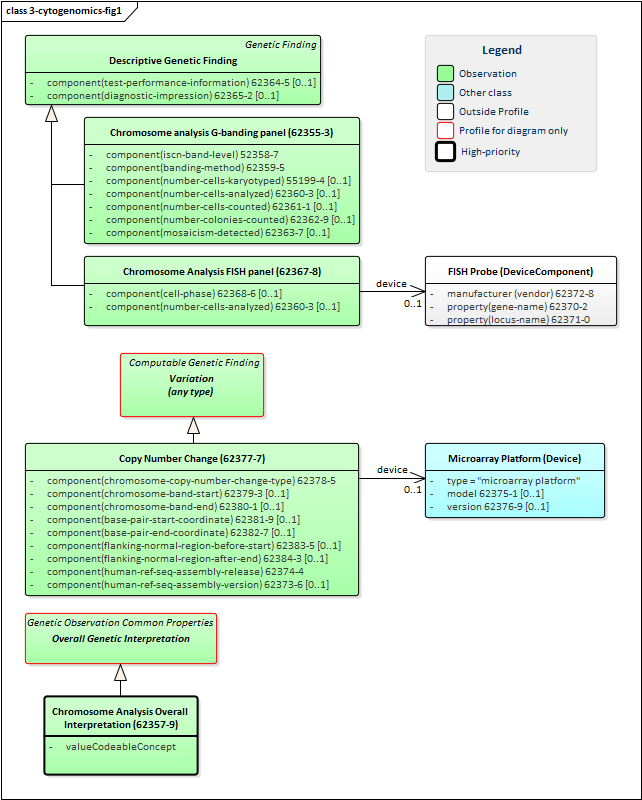 class 3-cytogenomics-fig1
Genetic Finding
Descriptive Genetic Finding
- component(test-performance-information) 62364-5 [0..1]
- component(diagnostic-impression) 62365-2 [0..1]
Legend
Observation
Other class
Outside Profile
Profile for diagram only
High-priority
Chromosome analysis G-banding panel (62355-3)
- component(iscn-band-level) 52358-7
- component(banding-method) 62359-5
- component(number-cells-karyotyped) 55199-4 [0..1]
- component(number-cells-analyzed) 62360-3 [0..1]
- component(number-cells-counted) 62361-1 [0..1]
- component(number-colonies-counted) 62362-9 [0..1]
- component(mosaicism-detected) 62363-7 [0..1]
Chromosome Analysis FISH panel (62367-8)
- component(cell-phase) 62368-6 [0..1]
- component(number-cells-analyzed) 62360-3 [0..1]
device
0..1
FISH Probe (DeviceComponent)
- manufacturer (vendor) 62372-8
- property(gene-name) 62370-2
- property(locus-name) 62371-0
Computable Genetic Finding
Variation
(any type)
Copy Number Change (62377-7)
- component(chromosome-copy-number-change-type) 62378-5
- component(chromosome-band-start) 62379-3 [0..1]
- component(chromosome-band-end) 62380-1 [0..1]
- component(base-pair-start-coordinate) 62381-9 [0..1]
- component(base-pair-end-coordinate) 62382-7 [0..1]
- component(flanking-normal-region-before-start) 62383-5 [0..1]
- component(flanking-normal-region-after-end) 62384-3 [0..1]
- component(human-ref-seq-assembly-release) 62374-4
- component(human-ref-seq-assembly-version) 62373-6 [0..1]
device
0..1
Microarray Platform (Device)
- type = "microarray platform"
- model 62375-1 [0..1]
- version 62376-9 [0..1]
Genetic Observation Common Properties
Overall Genetic Interpretation
Chromosome Analysis Overall
Interpretation (62357-9)
- valueCodeableConcept